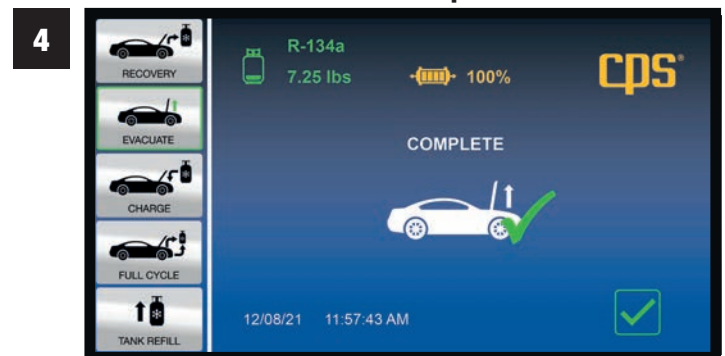 4
RECOVERY
EVACUATE
CHARGE
FULL CYCLE
TANK REFILL
R-134a
7.25 lbs
100%
CPS®
COMPLETE
12/08/21 11:57:43 AM